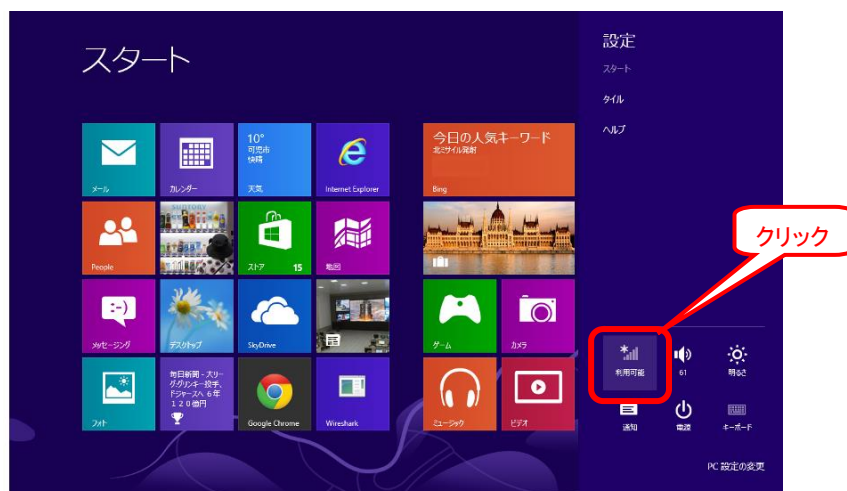 スタート
設定
スタート
タイル
ヘルプ
メール
カレンダー
10°
可児市
快晴
天気
Internet Explorer
今日の人気キーワード
北ミサイル発射
Bing
People
ストア 15
地図
メッセージング
デスクトップ
SkyDrive
ゲーム
カメラ
フォト
毎日新聞 - 大リー
ググリンキー投手、
ドジャースへ 6年
120億円
Google Chrome
Wireshark
ミュージック
ビデオ
クリック
利用可能
61
明るさ
通知
電源
キーボード
PC 設定の変更